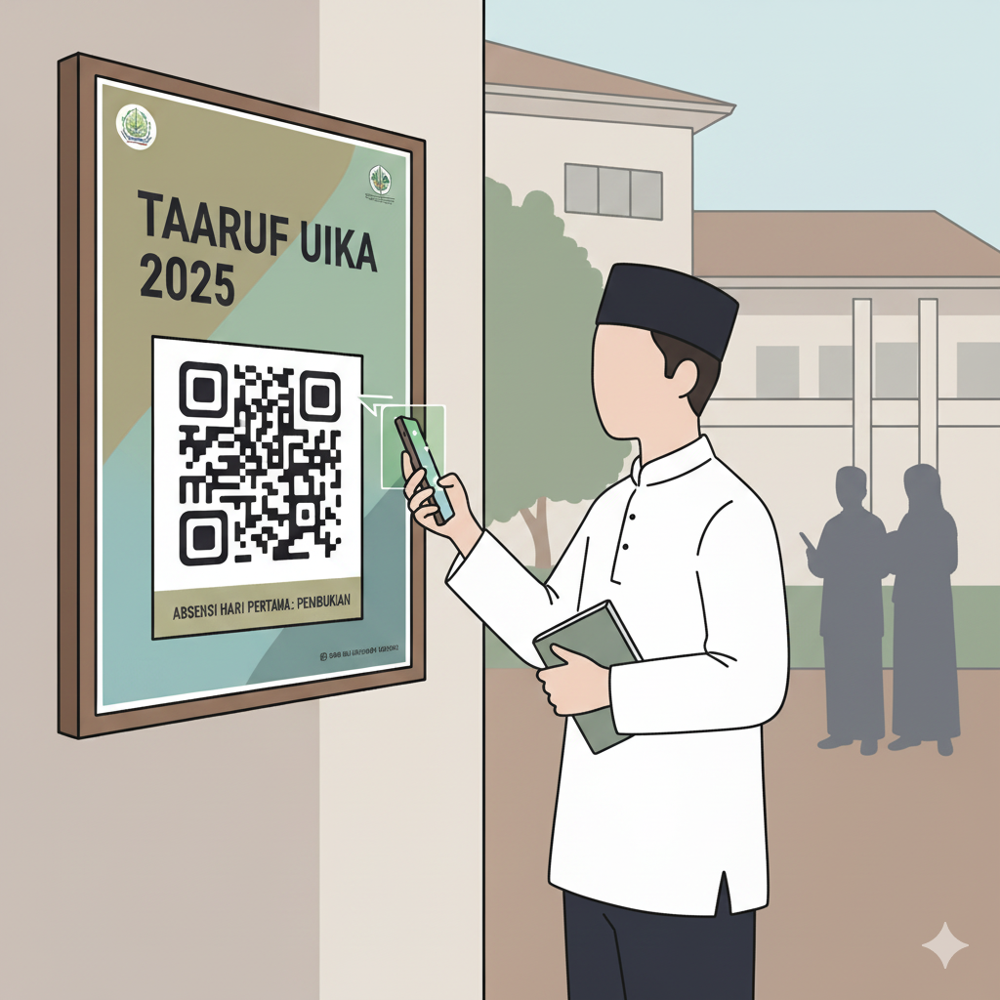 TAARUF UIKA
2025
ABSENSI HARI PERTAMA: PENBUKIAN